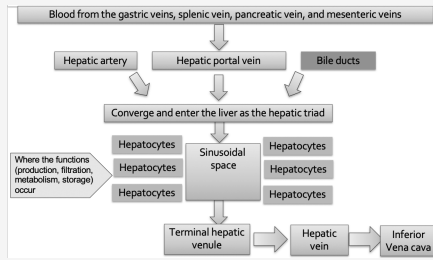 Blood from the gastric veins, splenic vein, pancreatic vein, and mesenteric veins
Hepatic artery
Hepatic portal vein
Bile ducts
Converge and enter the liver as the hepatic triad
Where the functions
(production, filtration,
metabolism, storage)
occur
Hepatocytes
Hepatocytes
Hepatocytes
Sinusoidal
space
Hepatocytes
Hepatocytes
Hepatocytes
Terminal hepatic
venule
Hepatic
vein
Inferior
Vena cava